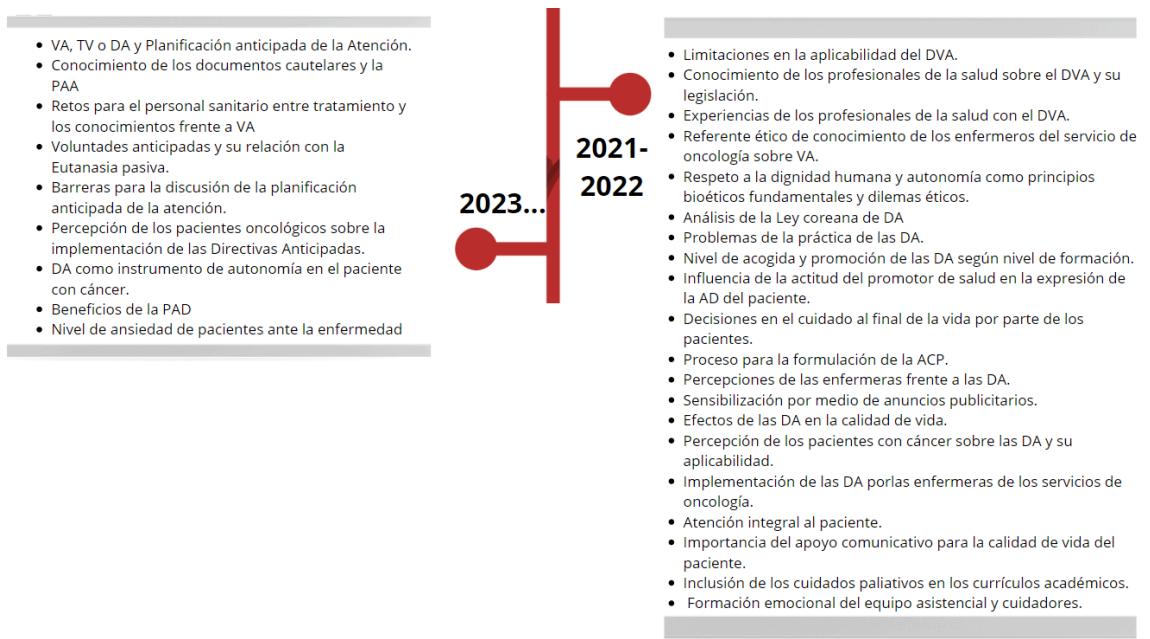 • VA, TV o DA y Planificación anticipada de la Atención.
• Conocimiento de los documentos cautelares y la
PAA
• Retos para el personal sanitario entre tratamiento y
los conocimientos frente a VA
• Voluntades anticipadas y su relación con la
Eutanasia pasiva.
• Barreras para la discusión de la planificación
anticipada de la atención.
• Percepción de los pacientes oncológicos sobre la
implementación de las Directivas Anticipadas.
• DA como instrumento de autonomía en el paciente
con cáncer.
• Beneficios de la PAD
• Nivel de ansiedad de pacientes ante la enfermedad
2023...
2021-
2022
• Limitaciones en la aplicabilidad del DVA.
• Conocimiento de los profesionales de la salud sobre el DVA y su
legislación.
• Experiencias de los profesionales de la salud con el DVA.
• Referente ético de conocimiento de los enfermeros del servicio de
oncología sobre VA.
• Respeto a la dignidad humana y autonomía como principios
bioéticos fundamentales y dilemas éticos.
• Análisis de la Ley coreana de DA
• Problemas de la práctica de las DA.
• Nivel de acogida y promoción de las DA según nivel de formación.
• Influencia de la actitud del promotor de salud en la expresión de
la AD del paciente.
• Decisiones en el cuidado al final de la vida por parte de los
pacientes.
• Proceso para la formulación de la ACP.
• Percepciones de las enfermeras frente a las DA.
• Sensibilización por medio de anuncios publicitarios.
• Efectos de las DA en la calidad de vida.
• Percepción de los pacientes con cáncer sobre las DA y su
aplicabilidad.
• Implementación de las DA porlas enfermeras de los servicios de
oncología.
• Atención integral al paciente.
• Importancia del apoyo comunicativo para la calidad de vida del
paciente.
• Inclusión de los cuidados paliativos en los currículos académicos.
• Formación emocional del equipo asistencial y cuidadores.